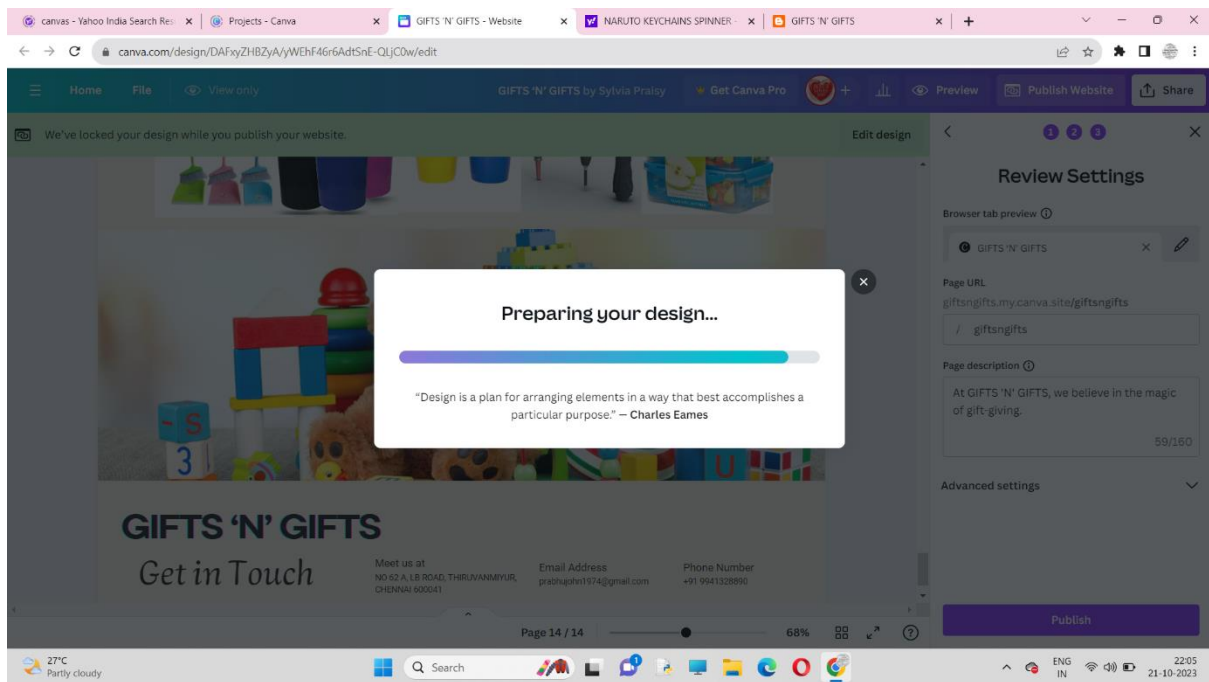 canvas - Yahoo India Search Res
Projects - Canva
GIFTS 'N' GIFTS - Website
NARUTO KEYCHAINS SPINNER -
GIFTS 'N' GIFTS
canva.com/design/DAFxyZHBZyA/yWEhF46r6AdtSnE-QLjC0w/edit
Home File View only GIFTS 'N' GIFTS by Sylvia Praisy Get Canva Pro Preview Publish Website Share
We've locked your design while you publish your website. Edit design
1 2 3
Review Settings
Browser tab preview
GIFTS 'N' GIFTS
Page URL
giftsngifts.my.canva.site/giftsngifts
/ giftsngifts
Page description
At GIFTS 'N' GIFTS, we believe in the magic
of gift-giving.
59/160
Advanced settings
Publish
Preparing your design...
“Design is a plan for arranging elements in a way that best accomplishes a
particular purpose.” — Charles Eames
S
3
U
GIFTS ‘N’ GIFTS
Get in Touch
Meet us at
NO 62 A, LB ROAD, THIRUVANMIYUR,
CHENNAI 600041
Email Address
prabhujohn1974@gmail.com
Phone Number
+91 9941328890
Page 14 / 14 68%
27°C
Partly cloudy
Search
ENG
IN
22:05
21-10-2023